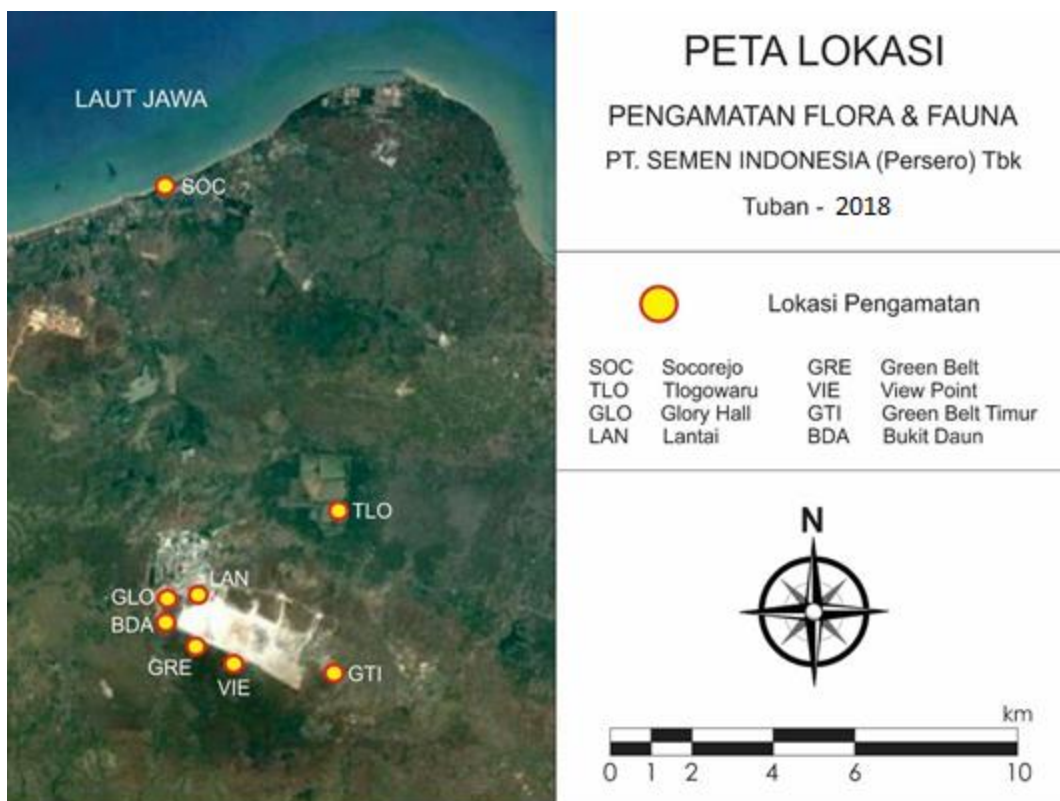 LAUT JAWA
SOC
TLO
LAN
GLO
BDA
GRE
VIE
GTI
PETA LOKASI
PENGAMATAN FLORA & FAUNA
PT. SEMEN INDONESIA (Persero) Tbk
Tuban - 2018
Lokasi Pengamatan
SOC Socorejo GRE Green Belt
TLO Tlogowaru VIE View Point
GLO Glory Hall GTI Green Belt Timur
LAN Lantai BDA Bukit Daun
N
km
0 1 2 4 6 10